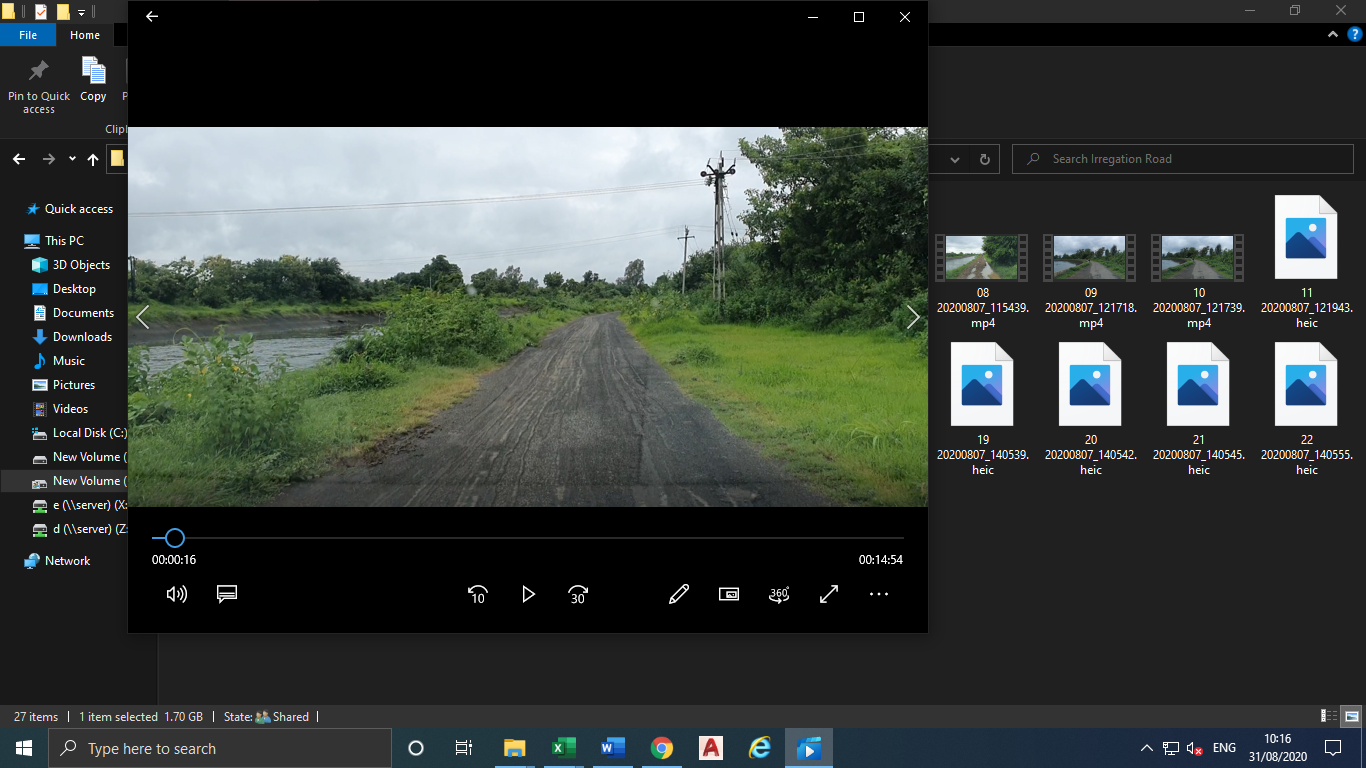 File
Home
Pin to Quick
access
Copy
P
Clipb
Search Irregation Road
Quick access
This PC
3D Objects
Desktop
Documents
Downloads
Music
Pictures
Videos
Local Disk (C:)
New Volume (
New Volume (
e (\\server) (X:
d (\\server) (Z:
Network
08
20200807_115439.
mp4
09
20200807_121718.
mp4
10
20200807_121739.
mp4
11
20200807_121943.
heic
19
20200807_140539.
heic
20
20200807_140542.
heic
21
20200807_140545.
heic
22
20200807_140555.
heic
00:00:16
00:14:54
10
30
360°
27 items
1 item selected 1.70 GB
State: Shared
Type here to search
ENG
10:16
31/08/2020